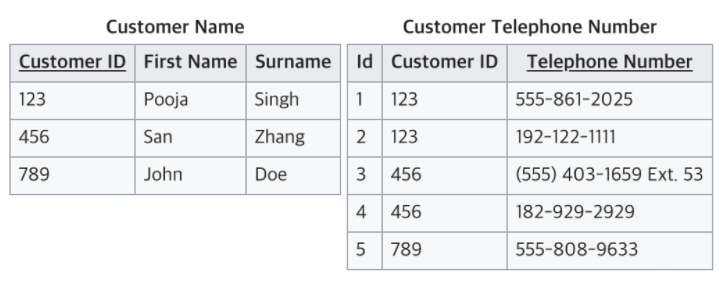 Customer Name
Customer ID First Name Surname
123 Pooja Singh
456 San Zhang
789 John Doe
Customer Telephone Number
Id Customer ID Telephone Number
1 123 555-861-2025
2 123 192-122-1111
3 456 (555) 403-1659 Ext. 53
4 456 182-929-2929
5 789 555-808-9633